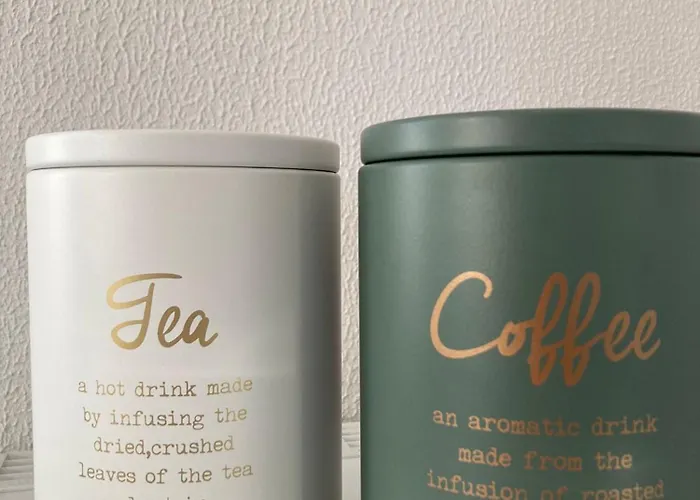 Tea
a hot drink made
by infusing the
dried,crushed
leaves of the tea
Coffee
an aromatic drink
made from the
infusion of roasted